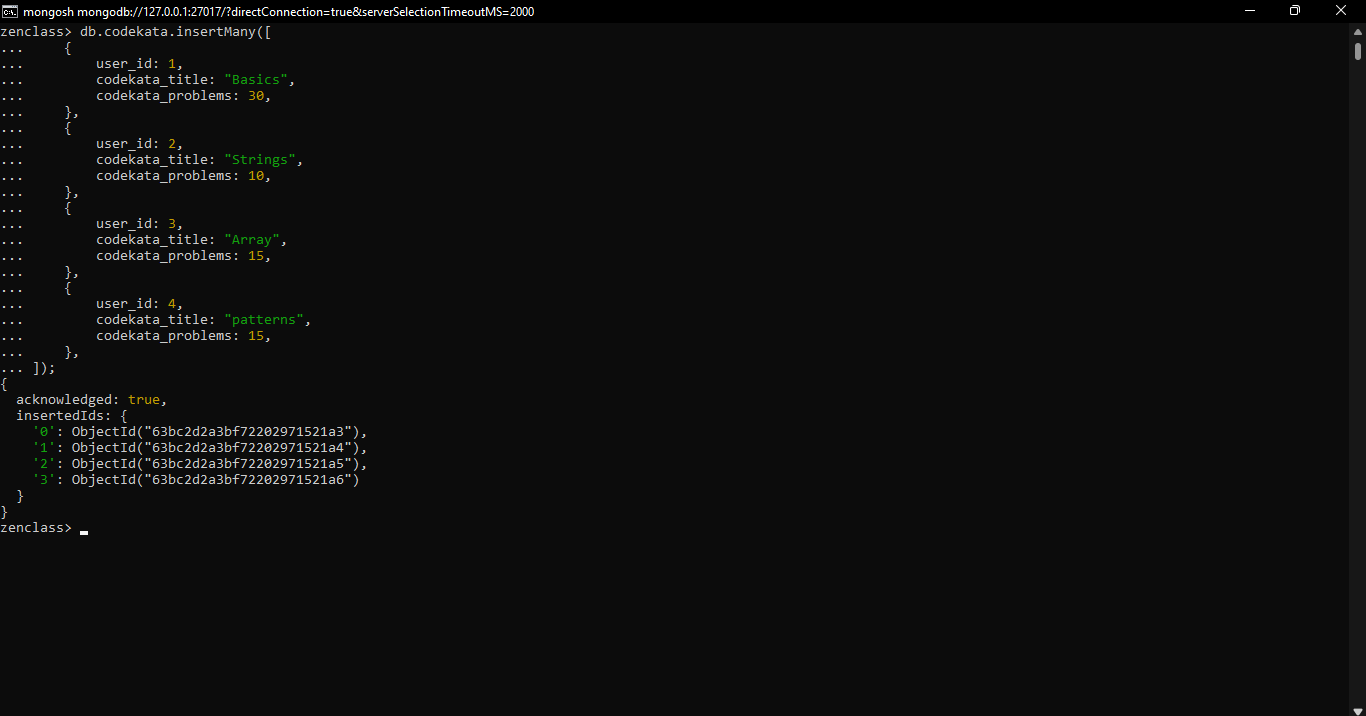 mongosh mongodb://127.0.0.1:27017/?directConnection=true&serverSelectionTimeoutMS=2000
zenclass> db.codekata.insertMany([
...     {
...         user_id: 1,
...         codekata_title: "Basics",
...         codekata_problems: 30,
...     },
...     {
...         user_id: 2,
...         codekata_title: "Strings",
...         codekata_problems: 10,
...     },
...     {
...         user_id: 3,
...         codekata_title: "Array",
...         codekata_problems: 15,
...     },
...     {
...         user_id: 4,
...         codekata_title: "patterns",
...         codekata_problems: 15,
...     },
... ]);
{
  acknowledged: true,
  insertedIds: {
    '0': ObjectId("63bc2d2a3bf72202971521a3"),
    '1': ObjectId("63bc2d2a3bf72202971521a4"),
    '2': ObjectId("63bc2d2a3bf72202971521a5"),
    '3': ObjectId("63bc2d2a3bf72202971521a6")
  }
}
zenclass>